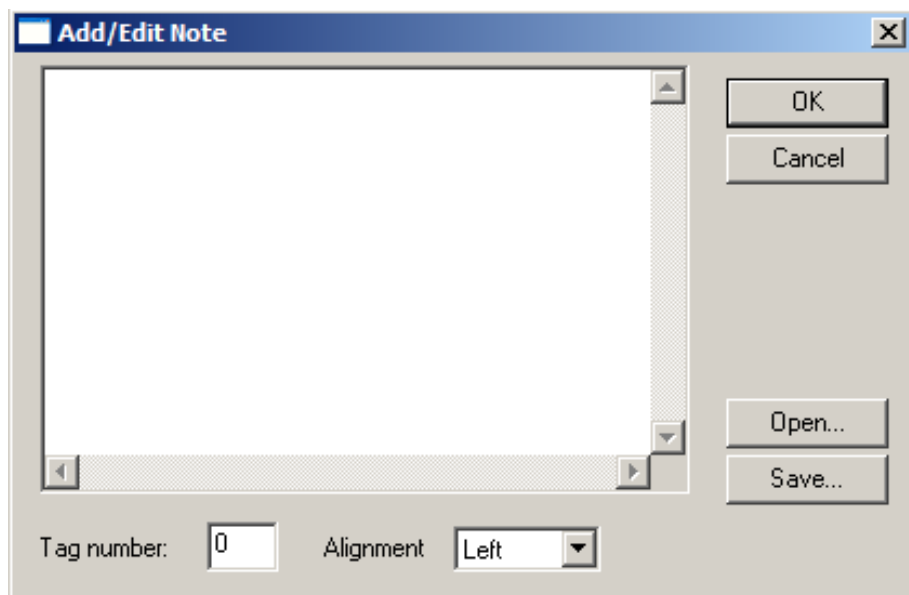 Add/Edit Note
OK
Cancel
Open...
Save...
Tag number: 0 Alignment Left